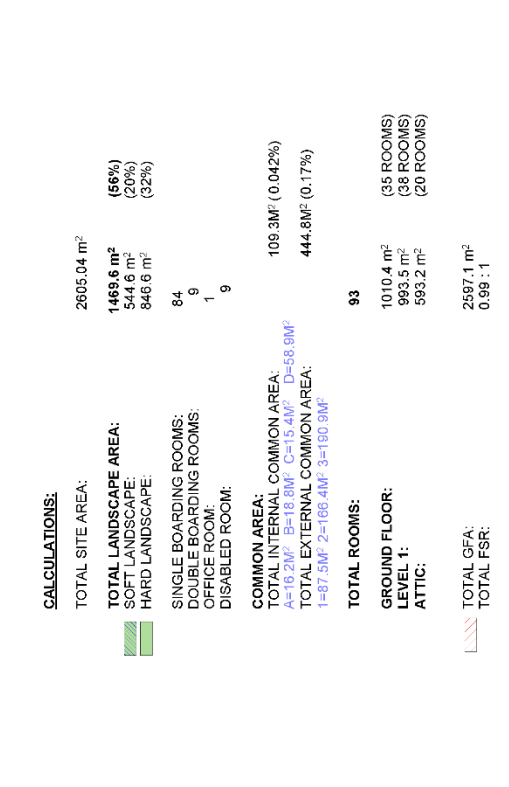 CALCULATIONS:
TOTAL SITE AREA: 2605.04 m²
TOTAL LANDSCAPE AREA: 1469.6 m² (56%)
SOFT LANDSCAPE: 544.6 m² (20%)
HARD LANDSCAPE: 846.6 m² (32%)
SINGLE BOARDING ROOMS: 84
DOUBLE BOARDING ROOMS: 9
OFFICE ROOM: 1
DISABLED ROOM: 9
COMMON AREA:
TOTAL INTERNAL COMMON AREA: 109.3M² (0.042%)
A=16.2M² B=18.8M² C=15.4M² D=58.9M²
TOTAL EXTERNAL COMMON AREA: 444.8M² (0.17%)
1=87.5M² 2=166.4M² 3=190.9M²
TOTAL ROOMS: 93
GROUND FLOOR: 1010.4 m² (35 ROOMS)
LEVEL 1: 993.5 m² (38 ROOMS)
ATTIC: 593.2 m² (20 ROOMS)
TOTAL GFA: 2597.1 m²
TOTAL FSR: 0.99 : 1